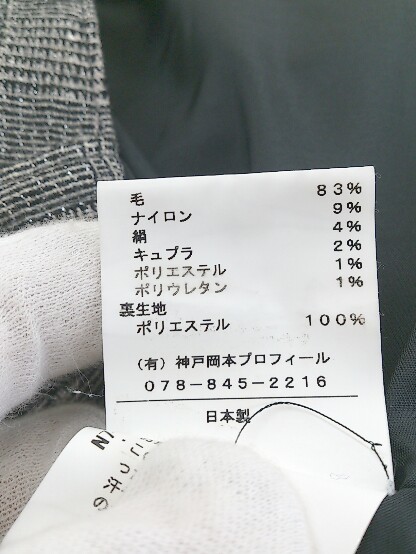 毛 83%
ナイロン 9%
絹 4%
キュプラ 2%
ポリエステル 1%
ポリウレタン 1%
裏生地
ポリエステル 100%
(有)神戸岡本プロフィール
078-845-2216
日本製